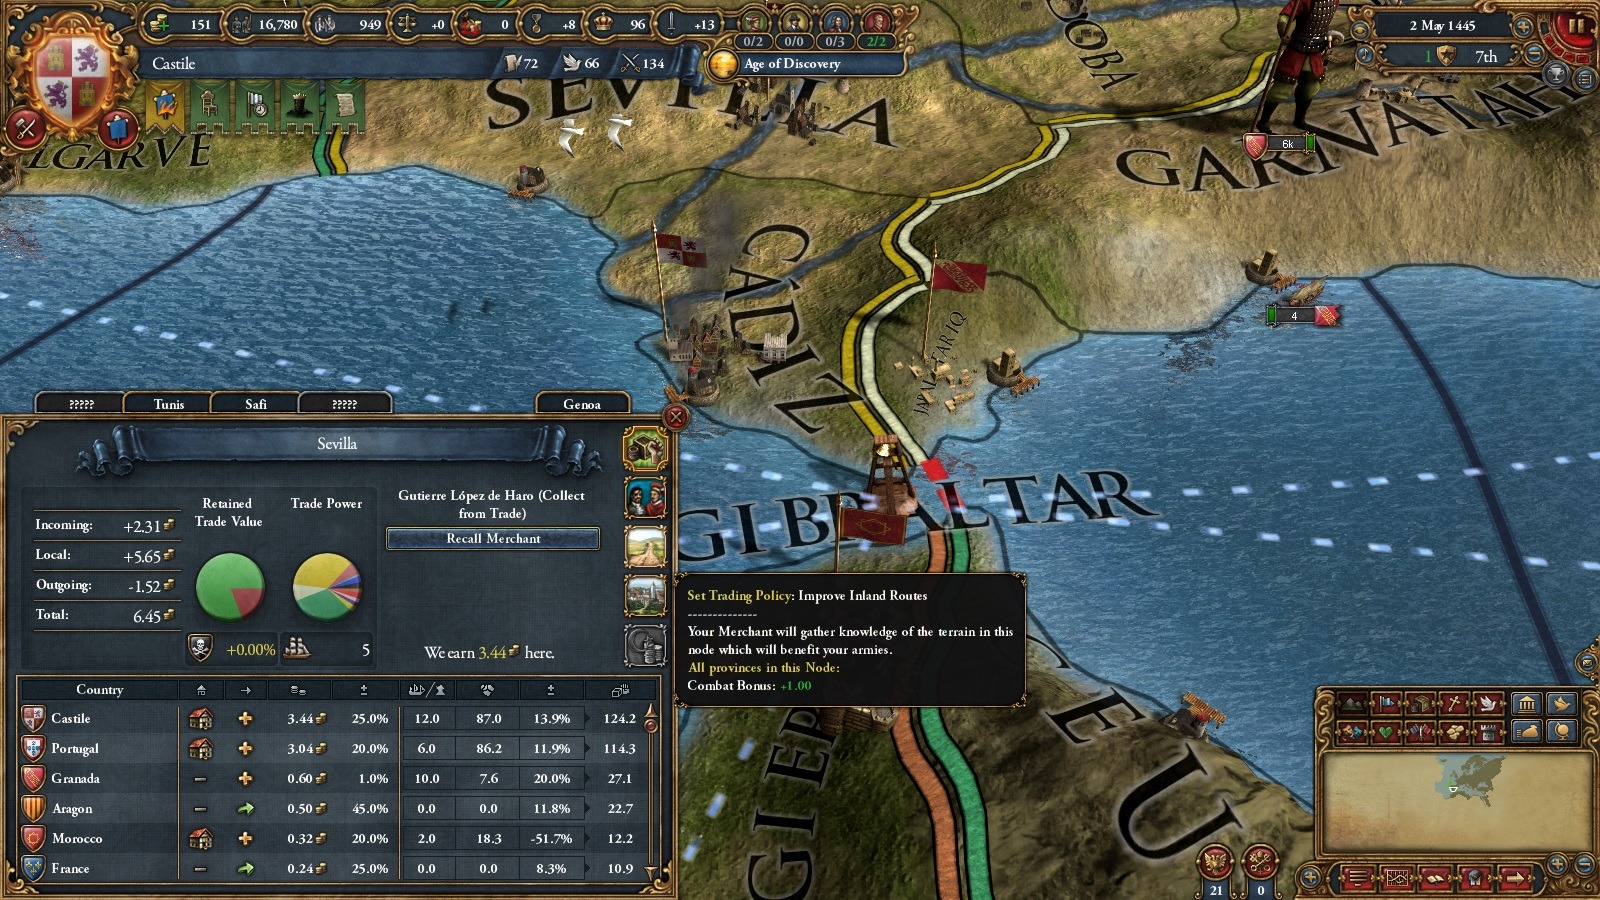 151 16,780 949 +0 0 +8 96 +13
0/2 0/0 0/3 2/2
2 May 1445
1 7th
Castile 72 66 134
Age of Discovery
SEVILLA
GARNATAH
ALGARVE
6k
CÁDIZ
4
GIBRALTAR
CEU
????? Tunis Safi ????? Genoa
Sevilla
Incoming: +2.31
Local: +5.65
Outgoing: -1.52
Total: 6.45
Retained
Trade Value
Trade Power
+0.00% 5
Gutierre López de Haro (Collect
from Trade)
Recall Merchant
We earn 3.44 here.
Country
Castile 3.44 25.0% 12.0 87.0 13.9% 124.2
Portugal 3.04 20.0% 6.0 86.2 11.9% 114.3
Granada 0.60 1.0% 10.0 7.6 20.0% 27.1
Aragon 0.50 45.0% 0.0 0.0 11.8% 22.7
Morocco 0.32 20.0% 2.0 18.3 -51.7% 12.2
France 0.24 25.0% 0.0 0.0 8.3% 10.9
Set Trading Policy: Improve Inland Routes
--------------
Your Merchant will gather knowledge of the terrain in this
node which will benefit your armies.
All provinces in this Node:
Combat Bonus: +1.00
21 0